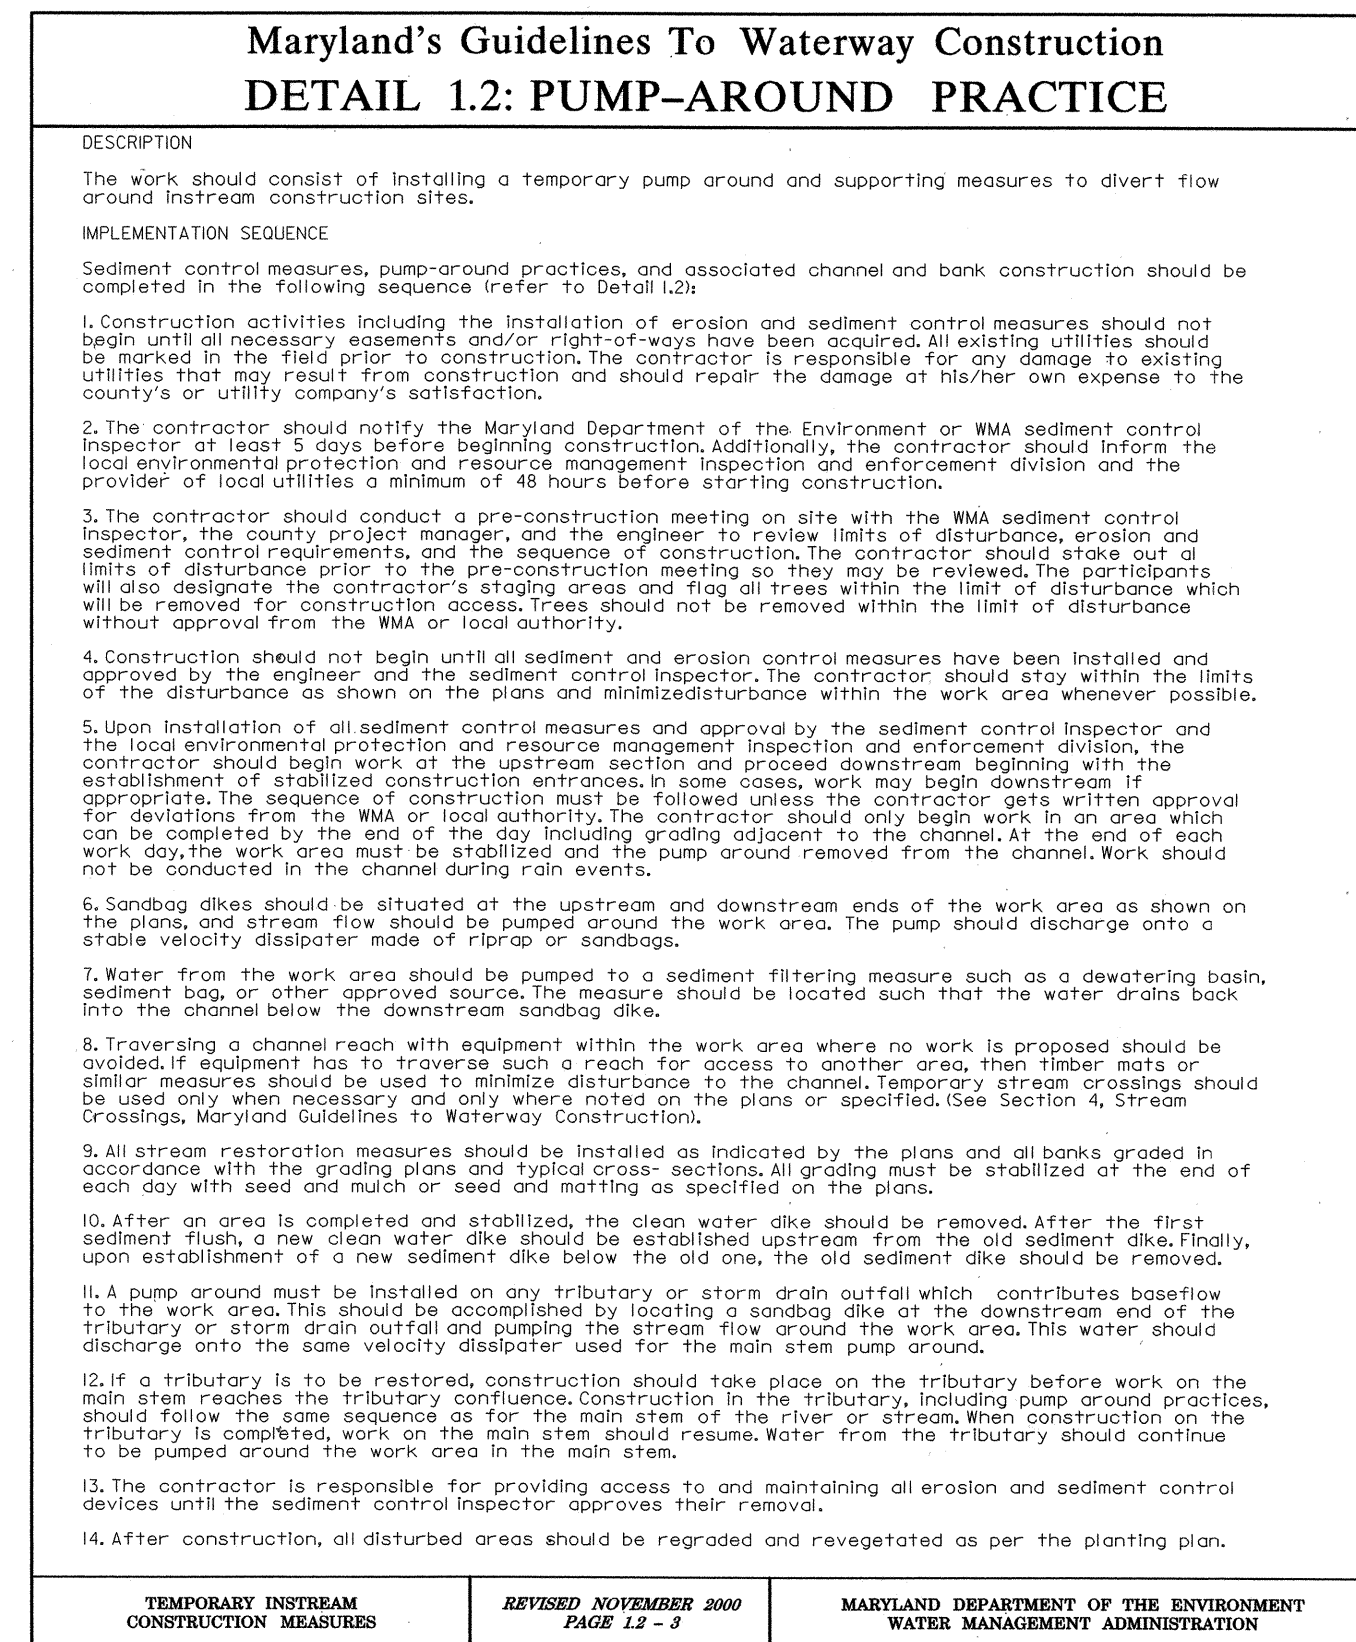 Maryland's Guidelines To Waterway Construction
DETAIL 1.2: PUMP-AROUND PRACTICE
DESCRIPTION
The work should consist of installing a temporary pump around and supporting measures to divert flow
around instream construction sites.
IMPLEMENTATION SEQUENCE
Sediment control measures, pump-around practices, and associated channel and bank construction should be
completed in the following sequence (refer to Detail 1.2):
1. Construction activities including the installation of erosion and sediment control measures should not
begin until all necessary easements and/or right-of-ways have been acquired. All existing utilities should
be marked in the field prior to construction. The contractor is responsible for any damage to existing
utilities that may result from construction and should repair the damage at his/her own expense to the
county's or utility company's satisfaction.
2. The contractor should notify the Maryland Department of the Environment or WMA sediment control
inspector at least 5 days before beginning construction. Additionally, the contractor should inform the
local environmental protection and resource management inspection and enforcement division and the
provider of local utilities a minimum of 48 hours before starting construction.
3. The contractor should conduct a pre-construction meeting on site with the WMA sediment control
inspector, the county project manager, and the engineer to review limits of disturbance, erosion and
sediment control requirements, and the sequence of construction. The contractor should stake out al
limits of disturbance prior to the pre-construction meeting so they may be reviewed. The participants
will also designate the contractor's staging areas and flag all trees within the limit of disturbance which
will be removed for construction access. Trees should not be removed within the limit of disturbance
without approval from the WMA or local authority.
4. Construction should not begin until all sediment and erosion control measures have been installed and
approved by the engineer and the sediment control inspector. The contractor should stay within the limits
of the disturbance as shown on the plans and minimizedisturbance within the work area whenever possible.
5. Upon installation of all sediment control measures and approval by the sediment control inspector and
the local environmental protection and resource management inspection and enforcement division, the
contractor should begin work at the upstream section and proceed downstream beginning with the
establishment of stabilized construction entrances. In some cases, work may begin downstream if
appropriate. The sequence of construction must be followed unless the contractor gets written approval
for deviations from the WMA or local authority. The contractor should only begin work in an area which
can be completed by the end of the day including grading adjacent to the channel. At the end of each
work day, the work area must be stabilized and the pump around removed from the channel. Work should
not be conducted in the channel during rain events.
6. Sandbag dikes should be situated at the upstream and downstream ends of the work area as shown on
the plans, and stream flow should be pumped around the work area. The pump should discharge onto a
stable velocity dissipater made of riprap or sandbags.
7. Water from the work area should be pumped to a sediment filtering measure such as a dewatering basin,
sediment bag, or other approved source. The measure should be located such that the water drains back
into the channel below the downstream sandbag dike.
8. Traversing a channel reach with equipment within the work area where no work is proposed should be
avoided. If equipment has to traverse such a reach for access to another area, then timber mats or
similar measures should be used to minimize disturbance to the channel. Temporary stream crossings should
be used only when necessary and only where noted on the plans or specified. (See Section 4, Stream
Crossings, Maryland Guidelines to Waterway Construction).
9. All stream restoration measures should be installed as indicated by the plans and all banks graded in
accordance with the grading plans and typical cross- sections. All grading must be stabilized at the end of
each day with seed and mulch or seed and matting as specified on the plans.
10. After an area is completed and stabilized, the clean water dike should be removed. After the first
sediment flush, a new clean water dike should be established upstream from the old sediment dike. Finally,
upon establishment of a new sediment dike below the old one, the old sediment dike should be removed.
11. A pump around must be installed on any tributary or storm drain outfall which contributes baseflow
to the work area. This should be accomplished by locating a sandbag dike at the downstream end of the
tributary or storm drain outfall and pumping the stream flow around the work area. This water should
discharge onto the same velocity dissipater used for the main stem pump around.
12. If a tributary is to be restored, construction should take place on the tributary before work on the
main stem reaches the tributary confluence. Construction in the tributary, including pump around practices,
should follow the same sequence as for the main stem of the river or stream. When construction on the
tributary is completed, work on the main stem should resume. Water from the tributary should continue
to be pumped around the work area in the main stem.
13. The contractor is responsible for providing access to and maintaining all erosion and sediment control
devices until the sediment control inspector approves their removal.
14. After construction, all disturbed areas should be regraded and revegetated as per the planting plan.
TEMPORARY INSTREAM
CONSTRUCTION MEASURES
REVISED NOVEMBER 2000
PAGE 1.2 - 3
MARYLAND DEPARTMENT OF THE ENVIRONMENT
WATER MANAGEMENT ADMINISTRATION